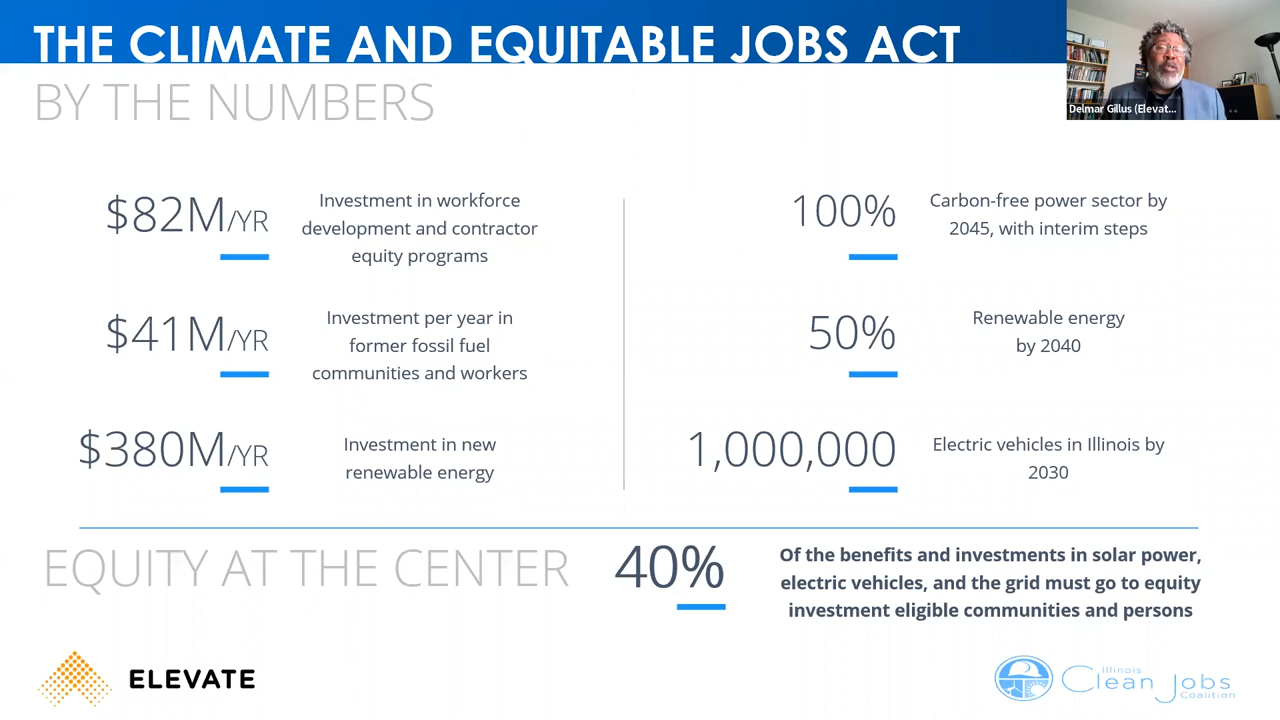 THE CLIMATE AND EQUITABLE JOBS ACT
BY THE NUMBERS
Delmar Gillus (Elevat...
$82M/YR
Investment in workforce
development and contractor
equity programs
$41M/YR
Investment per year in
former fossil fuel
communities and workers
$380M/YR
Investment in new
renewable energy
100%
Carbon-free power sector by
2045, with interim steps
50%
Renewable energy
by 2040
1,000,000
Electric vehicles in Illinois by
2030
EQUITY AT THE CENTER
40%
Of the benefits and investments in solar power,
electric vehicles, and the grid must go to equity
investment eligible communities and persons
ELEVATE
Illinois
Clean Jobs
Coalition